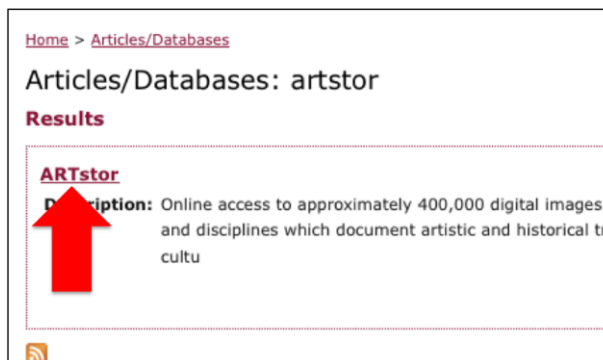 Home > Articles/Databases
Articles/Databases: artstor
Results
ARTstor
Description: Online access to approximately 400,000 digital images
and disciplines which document artistic and historical
cultu